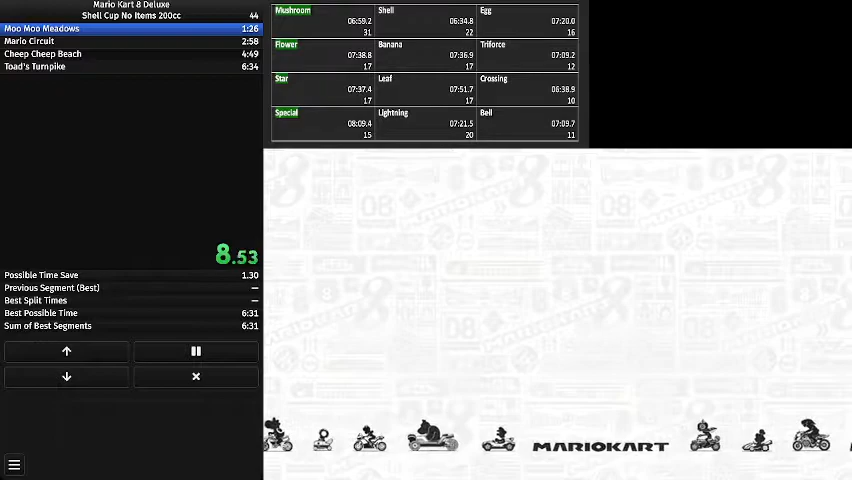 Mario Kart 8 Deluxe
Shell Cup No Items 200cc 44
Moo Moo Meadows 1:26
Mario Circuit 2:58
Cheep Cheep Beach 4:49
Toad's Turnpike 6:34
8.53
Possible Time Save 1.30
Previous Segment (Best) —
Best Split Times —
Best Possible Time 6:31
Sum of Best Segments 6:31
Mushroom Shell Egg
06:59.2 06:34.8 07:20.0
31 22 16
Flower Banana Triforce
07:38.8 07:36.9 07:09.2
17 17 12
Star Leaf Crossing
07:37.4 07:51.7 06:38.9
17 17 10
Special Lightning Bell
08:09.4 07:21.5 07:09.7
15 20 11
MARIOKART